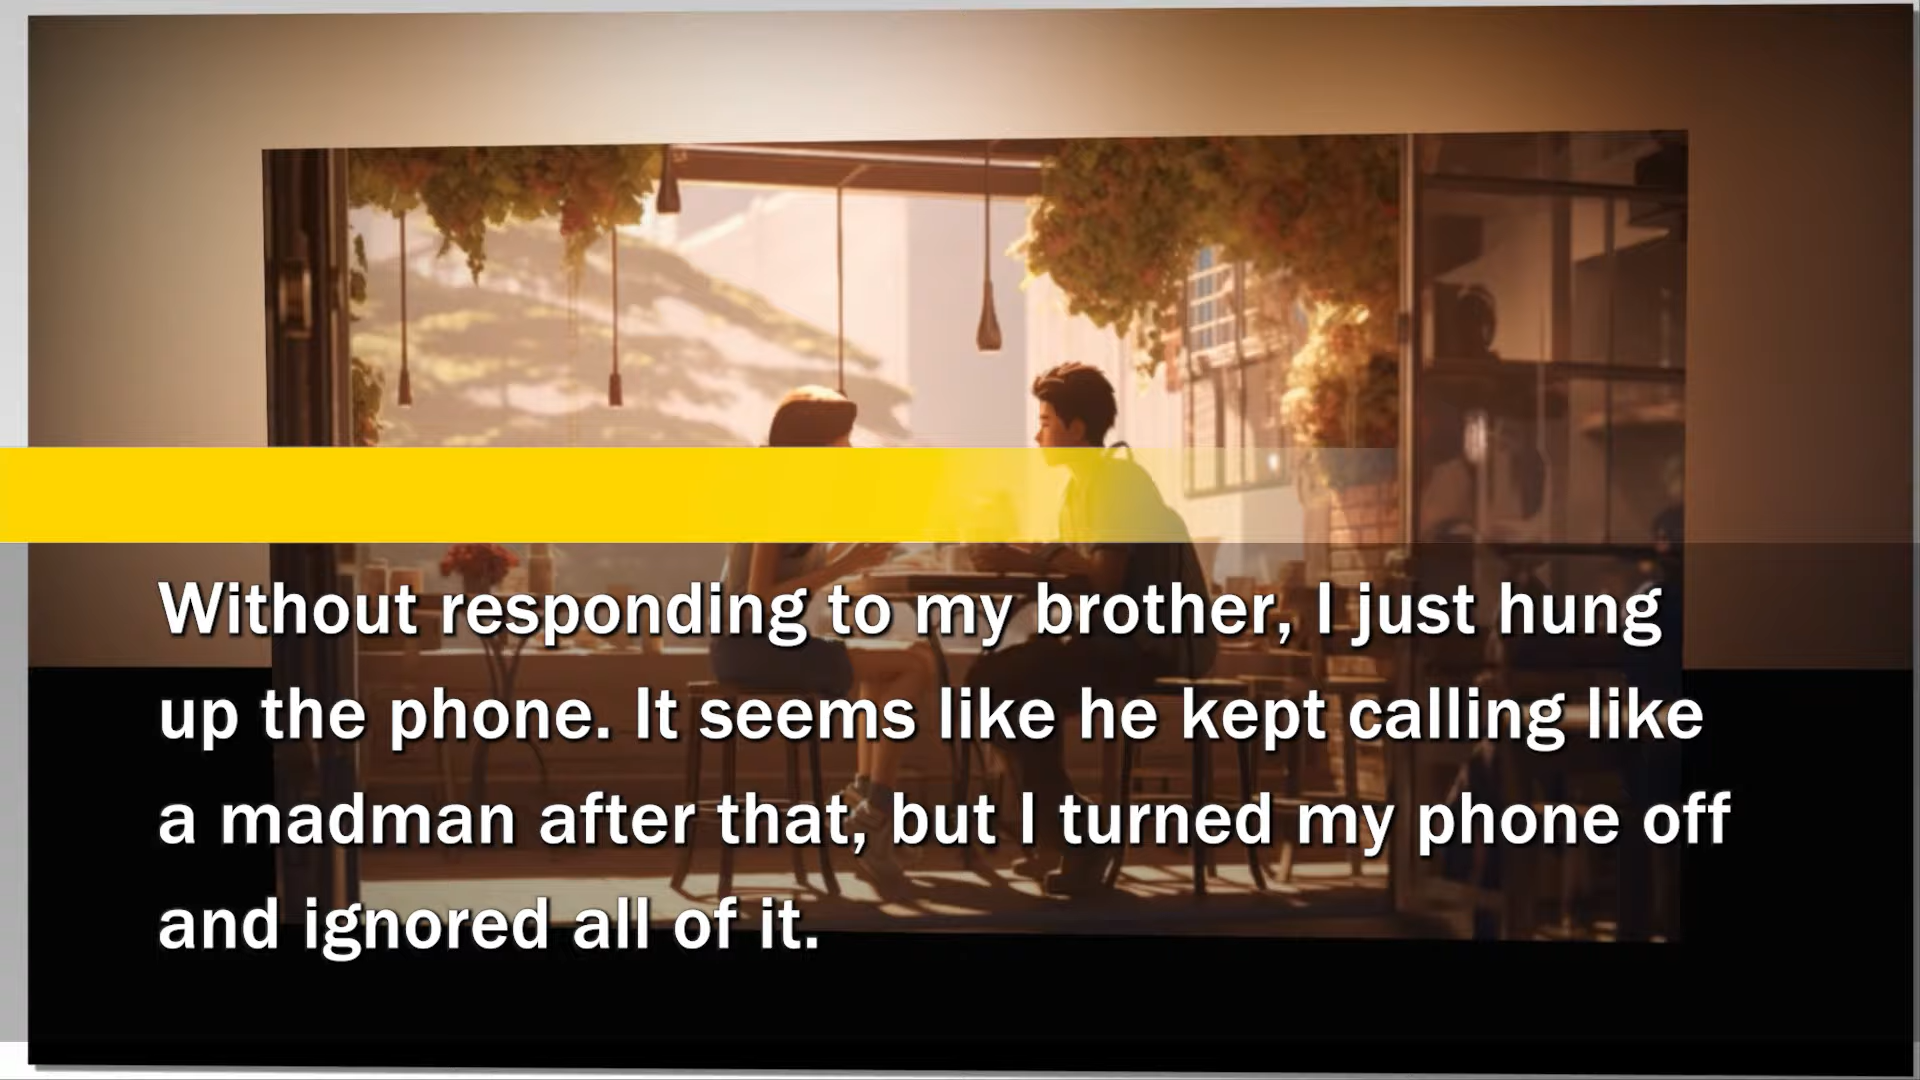 Without responding to my brother, I just hung
up the phone. It seems like he kept calling like
a madman after that, but I turned my phone off
and ignored all of it.